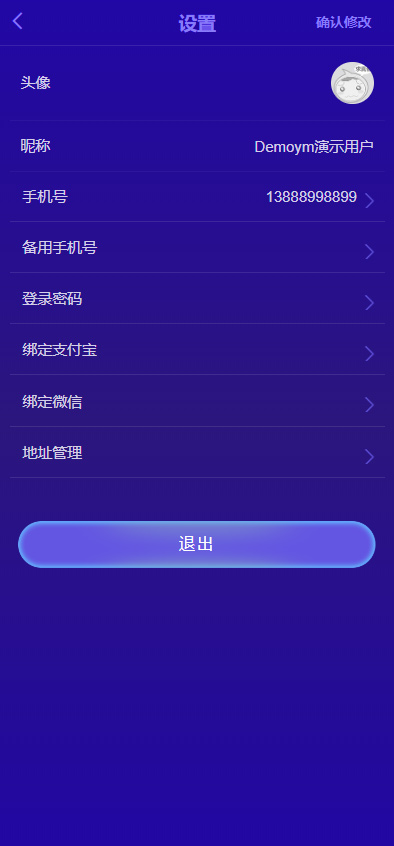 设置
确认修改
头像
昵称
Demoym演示用户
手机号
13888998899
备用手机号
登录密码
绑定支付宝
绑定微信
地址管理
退出